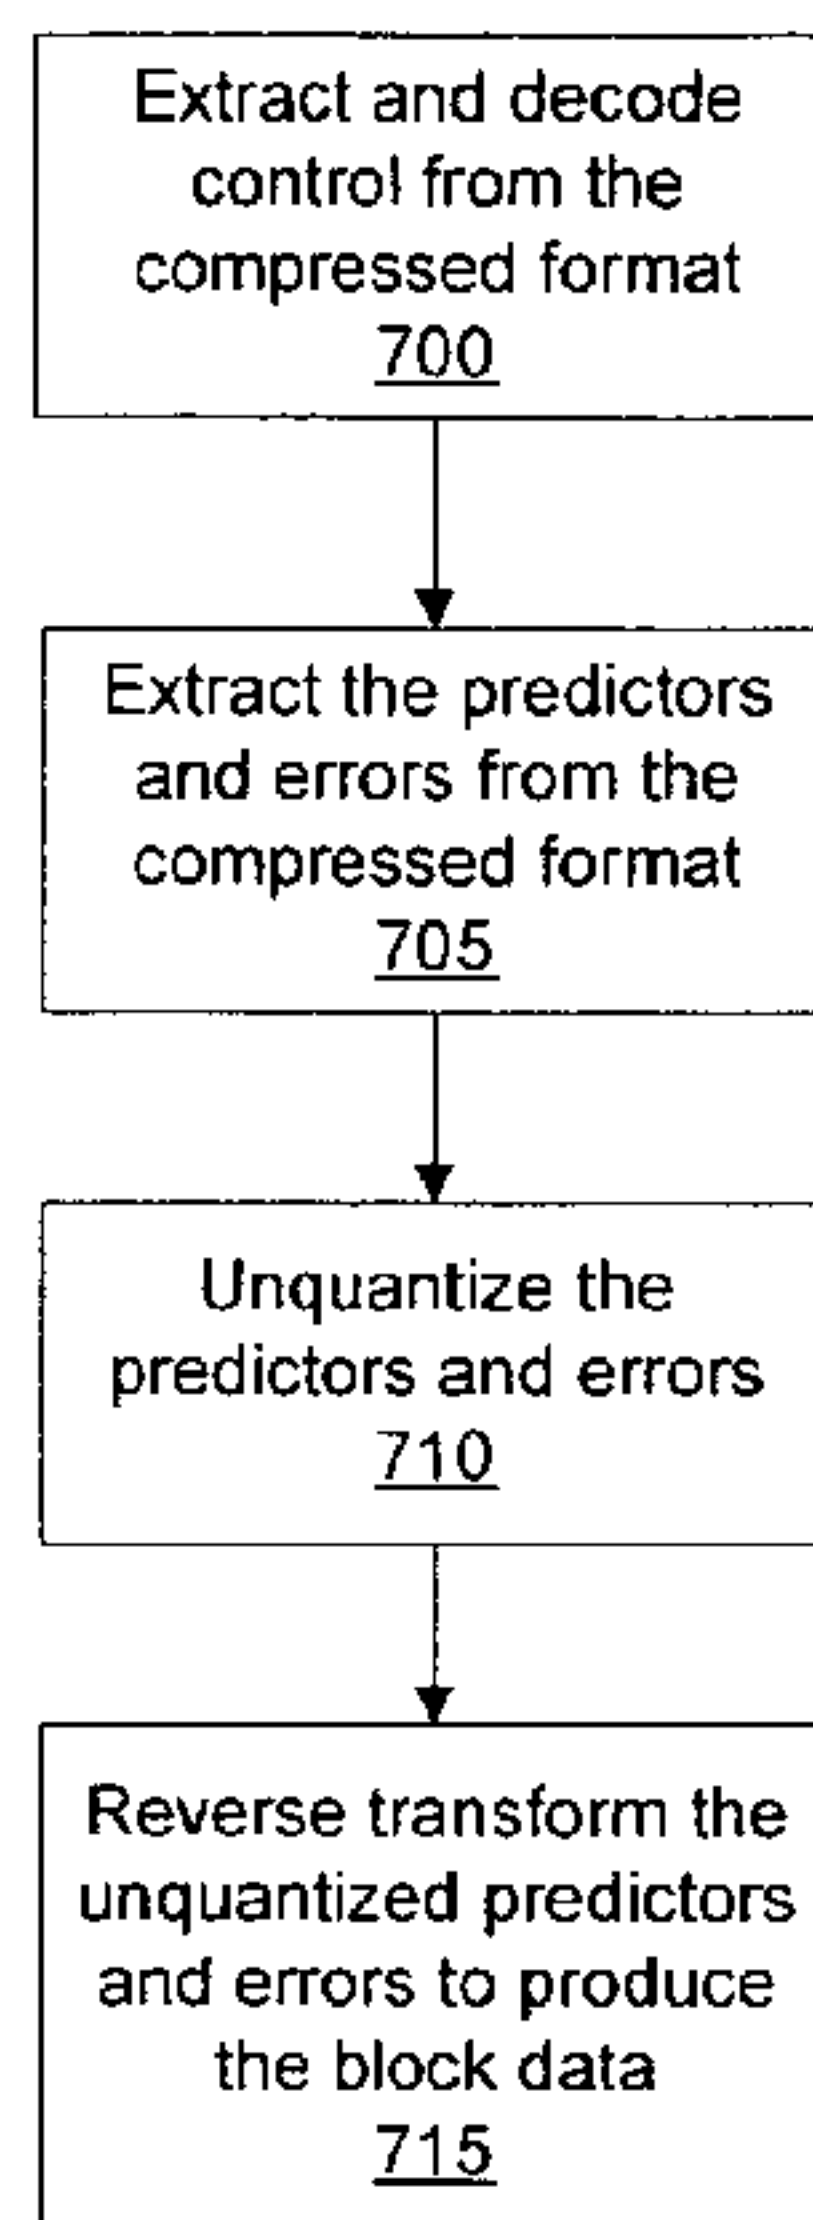 Extract and decode
control from the
compressed format
700
Extract the predictors
and errors from the
compressed format
705
Unquantize the
predictors and errors
710
Reverse transform the
unquantized predictors
and errors to produce
the block data
715